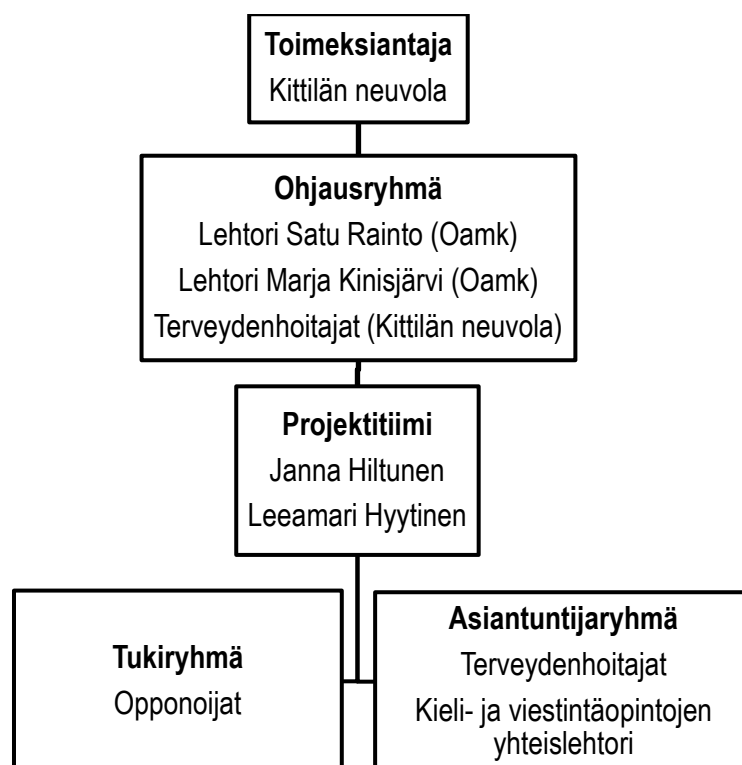 Toimeksiantaja
Kittilän neuvola
Ohjausryhmä
Lehtori Satu Rainto (Oamk)
Lehtori Marja Kinisjärvi (Oamk)
Terveydenhoitajat (Kittilän neuvola)
Projektitiimi
Janna Hiltunen
Leeamari Hyytinen
Tukiryhmä
Opponoijat
Asiantuntijaryhmä
Terveydenhoitajat
Kieli- ja viestintäopintojen
yhteislehtori